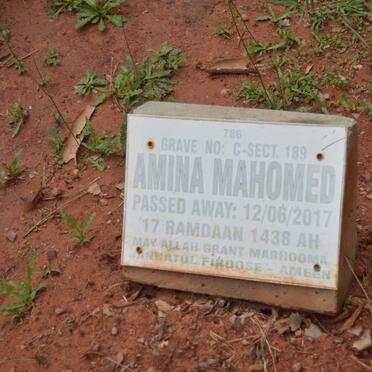 786
GRAVE NO: C-SECT. 189
AMINA MAHOMED
PASSED AWAY: 12/06/2017
17 RAMDAAN 1438 AH
MAY ALLAH GRANT MARHOOMA
JANNATUL FIRDOSE - AMEEN